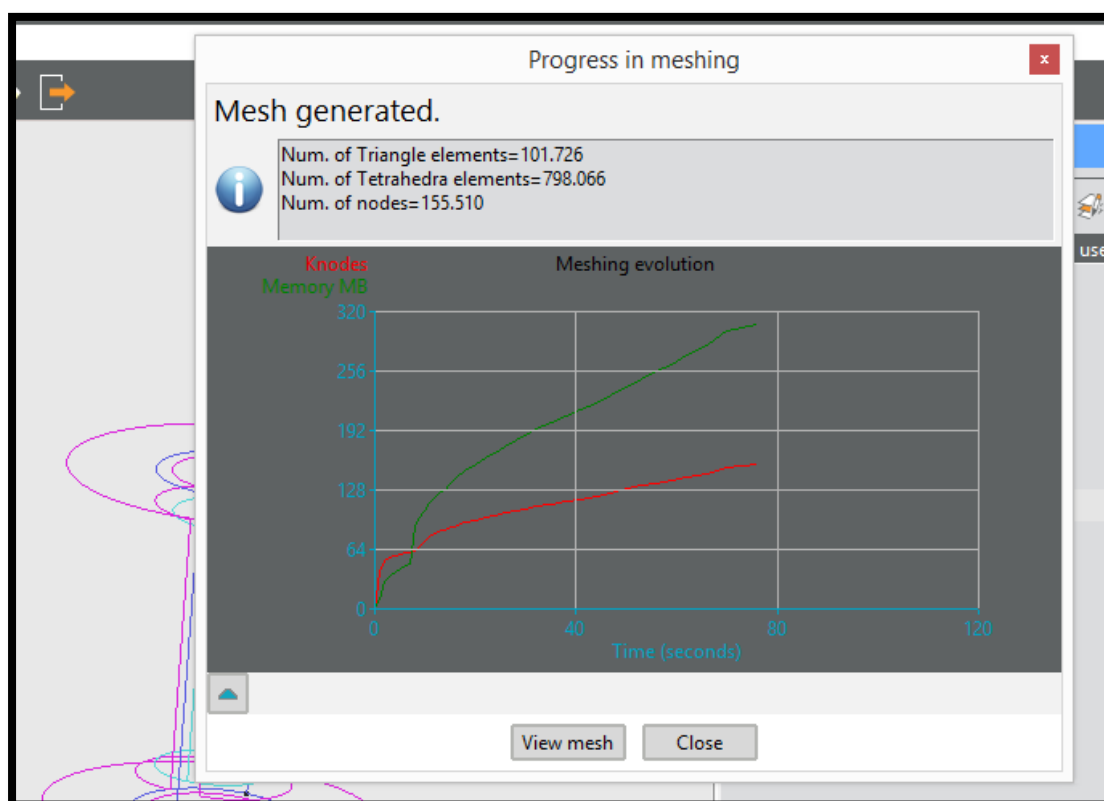 Progress in meshing
x
Mesh generated.
Num. of Triangle elements=101.726
Num. of Tetrahedra elements=798.066
Num. of nodes=155.510
use
Knodes
Meshing evolution
Memory MB
320
256
192
128
64
0
0 40 80 120
Time (seconds)
View mesh Close